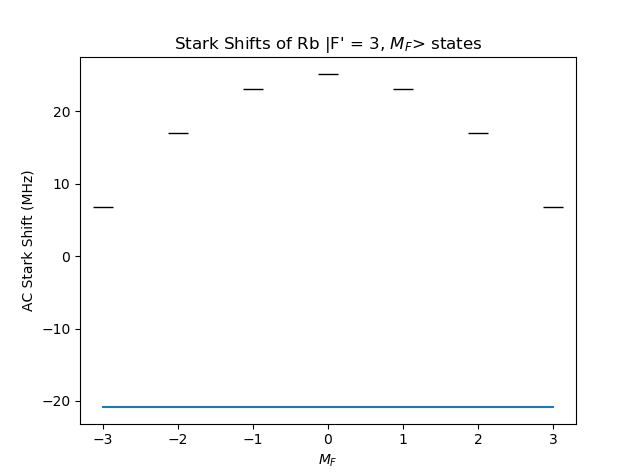 Stark Shifts of Rb |F' = 3, M_F> states
AC Stark Shift (MHz)
20
10
0
−10
−20
−3 −2 −1 0 1 2 3
M_F